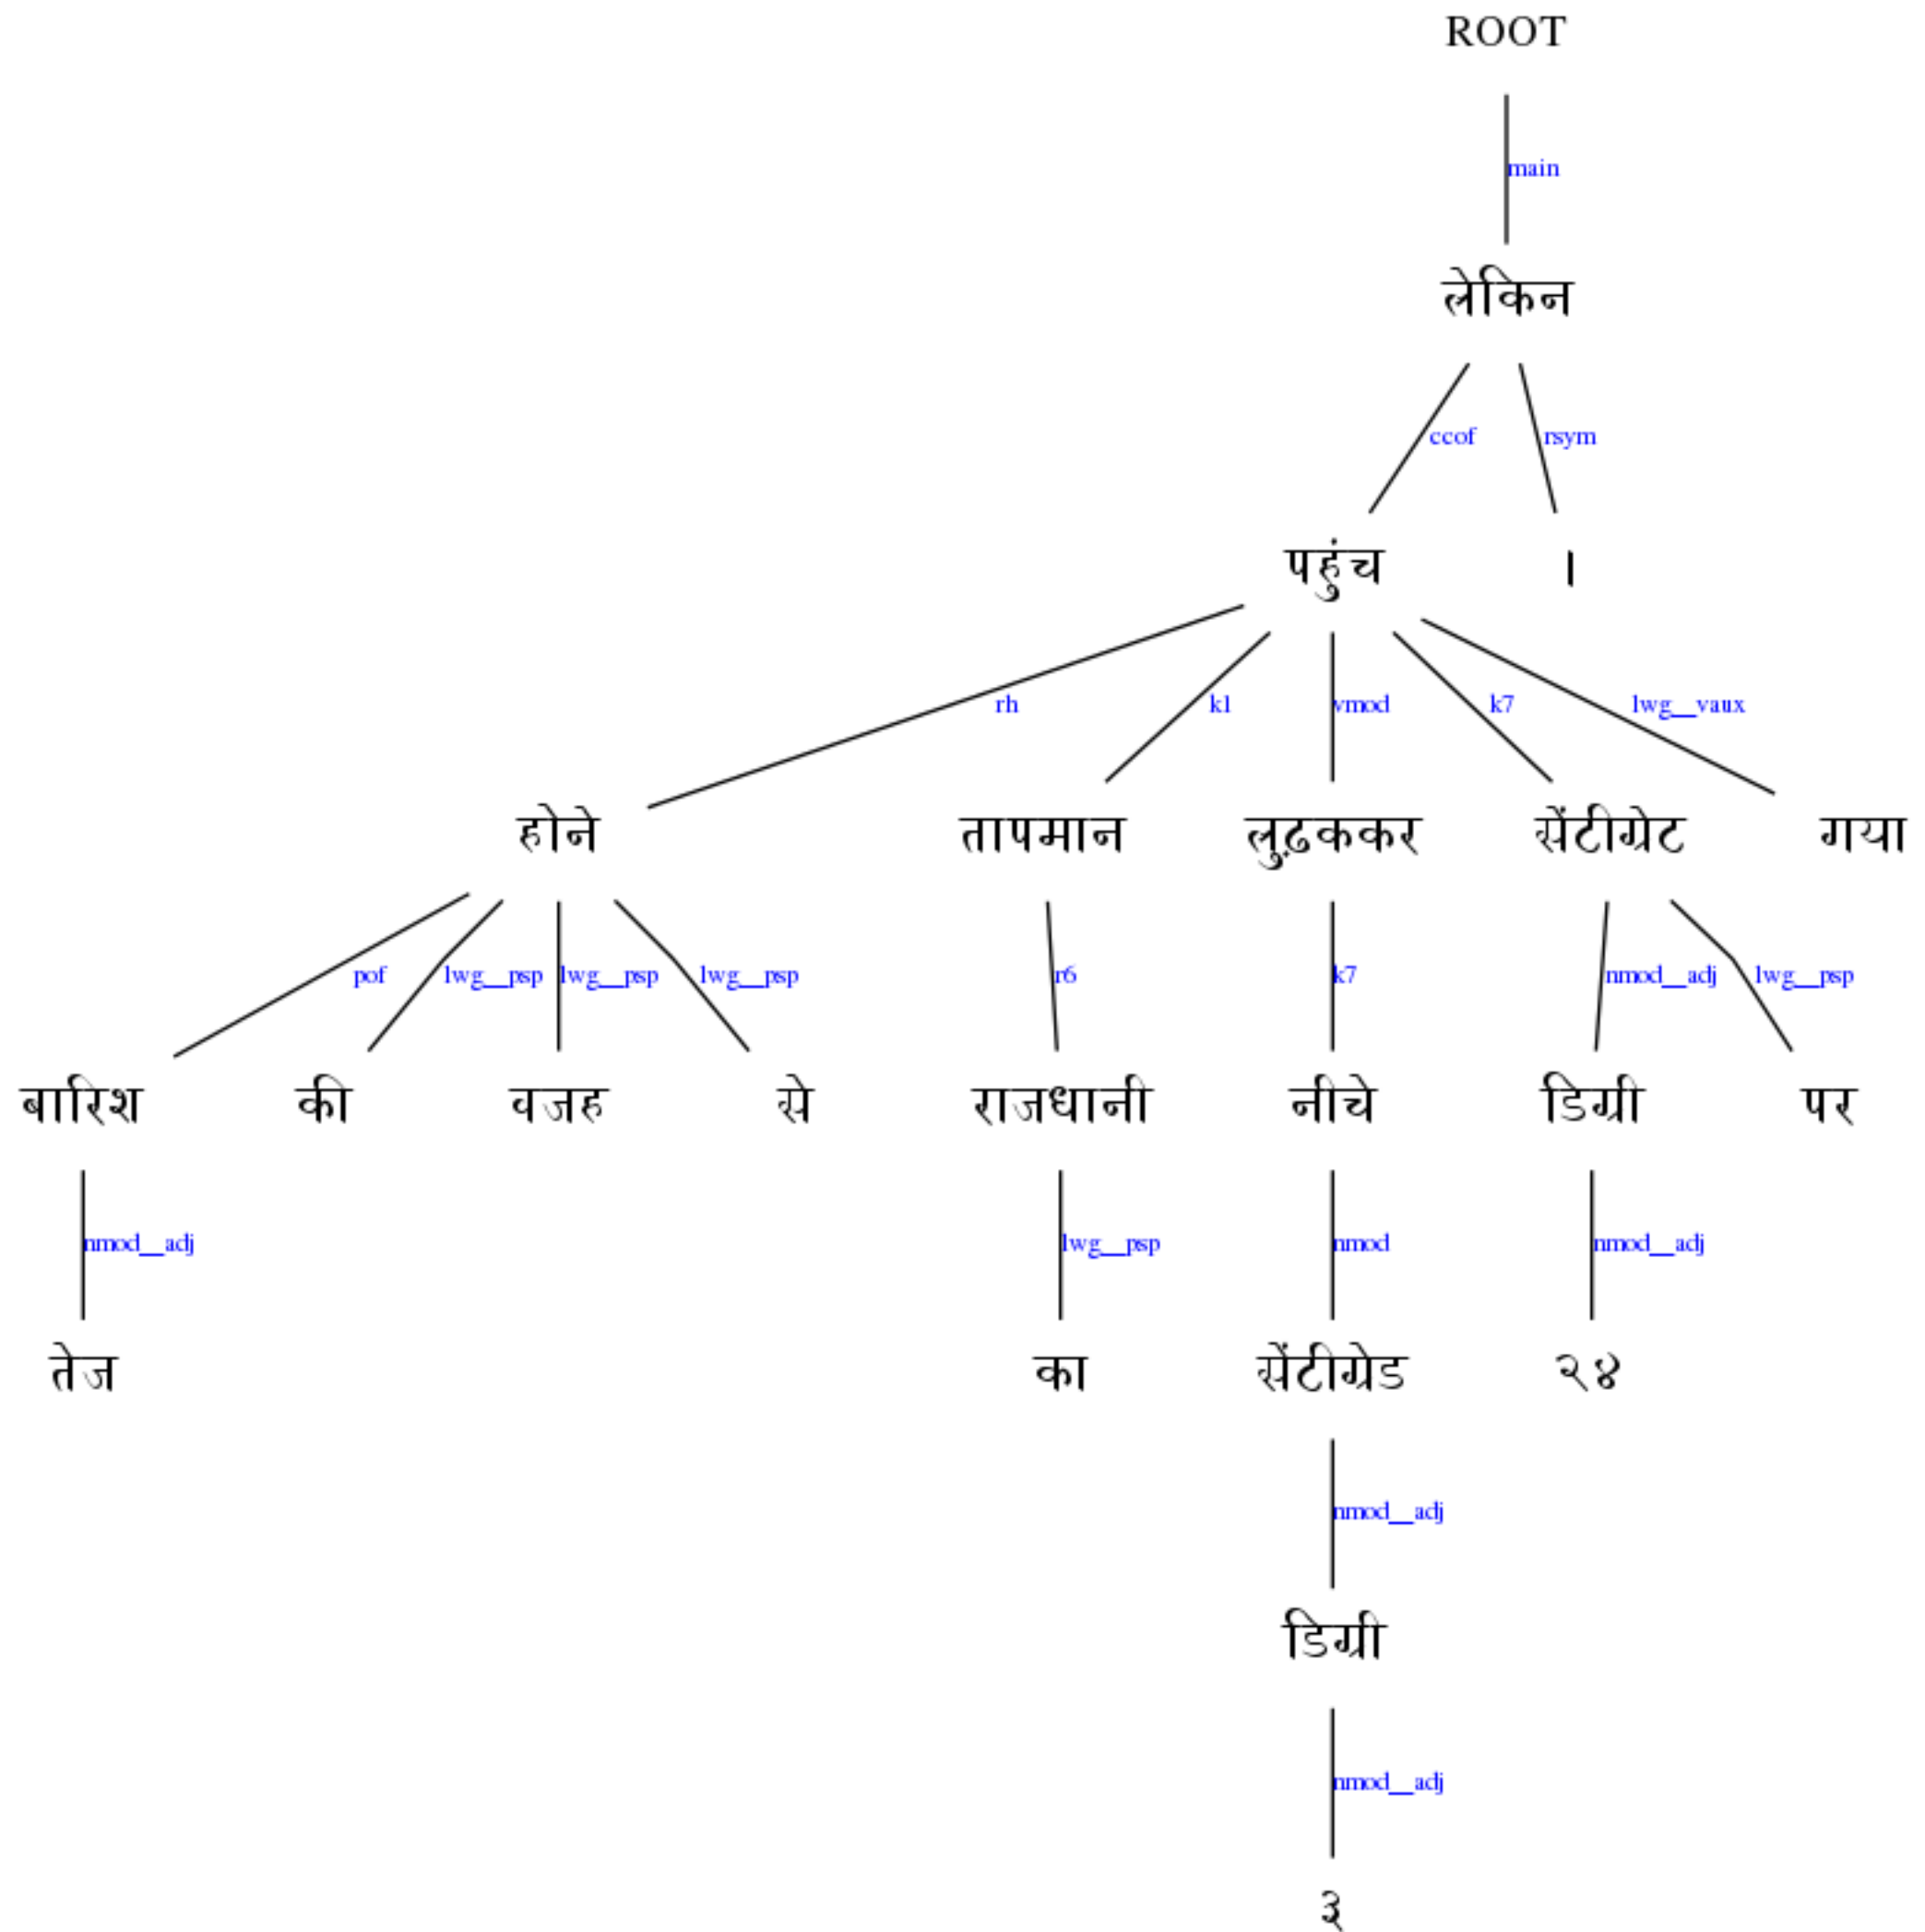 ROOT
main
लेकिन
ccof rsym
पहुंच ।
rh k1 vmod k7 lwg__vaux
होने तापमान लुढ़ककर सेंटीग्रेट गया
pof lwg__psp lwg__psp lwg__psp r6 k7 nmod__adj lwg__psp
बारिश की वजह से राजधानी नीचे डिग्री पर
nmod__adj lwg__psp nmod nmod__adj
तेज का सेंटीग्रेड २४
nmod__adj
डिग्री
nmod__adj
३